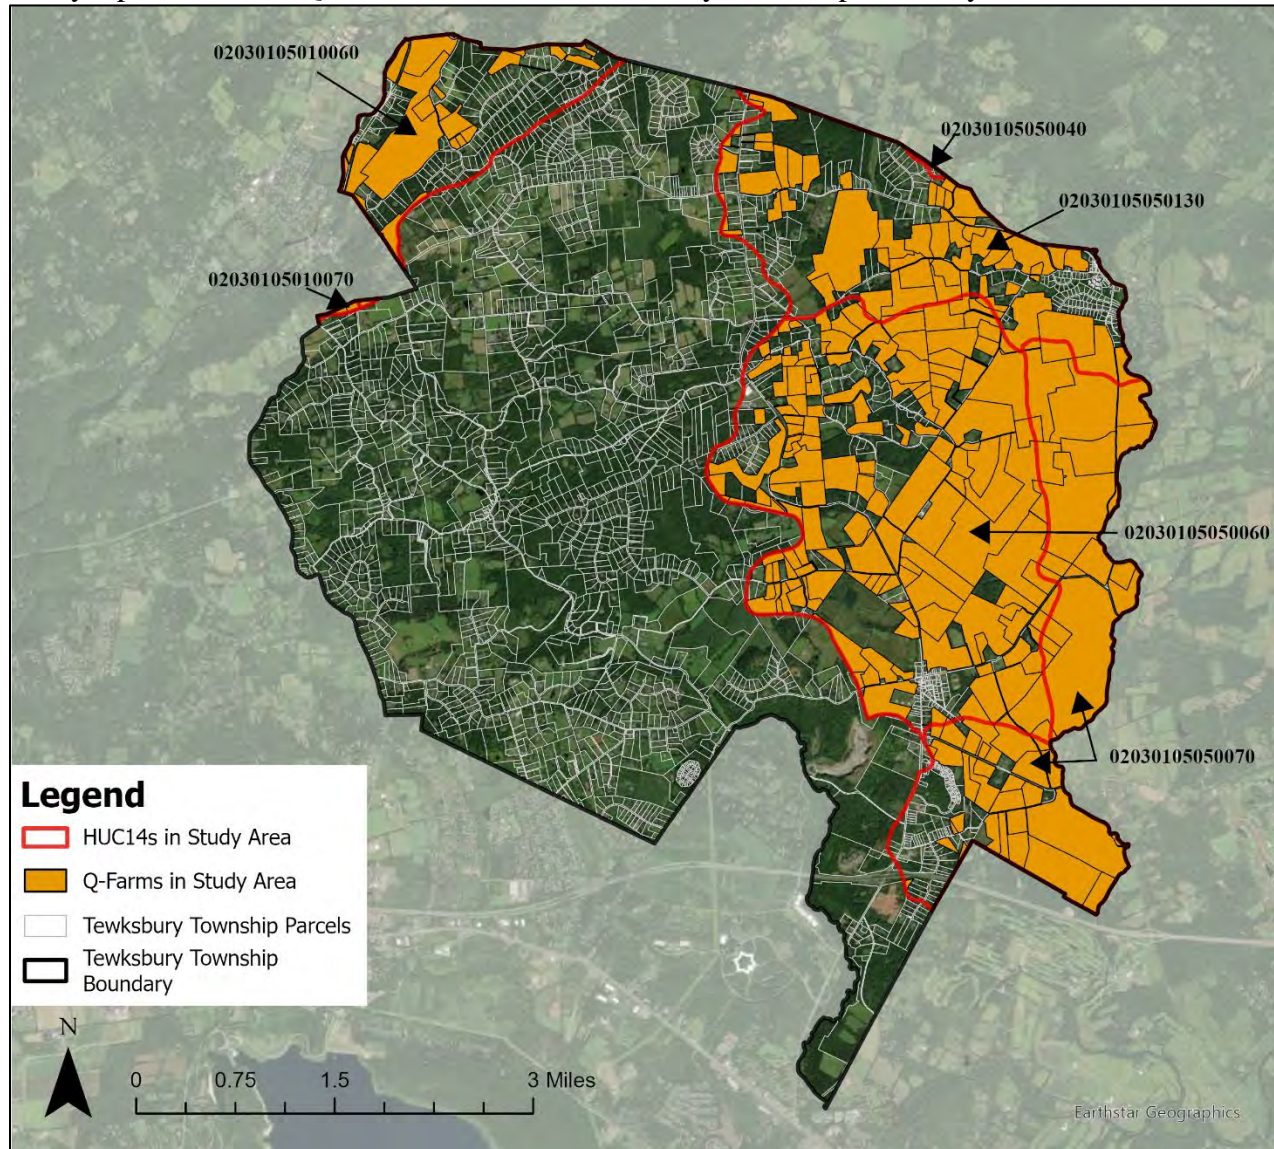 02030105010060
02030105050040
02030105050130
02030105010070
02030105050060
02030105050070
Legend
HUC14s in Study Area
Q-Farms in Study Area
Tewksbury Township Parcels
Tewksbury Township
Boundary
N
0 0.75 1.5 3 Miles
Earthstar Geographics